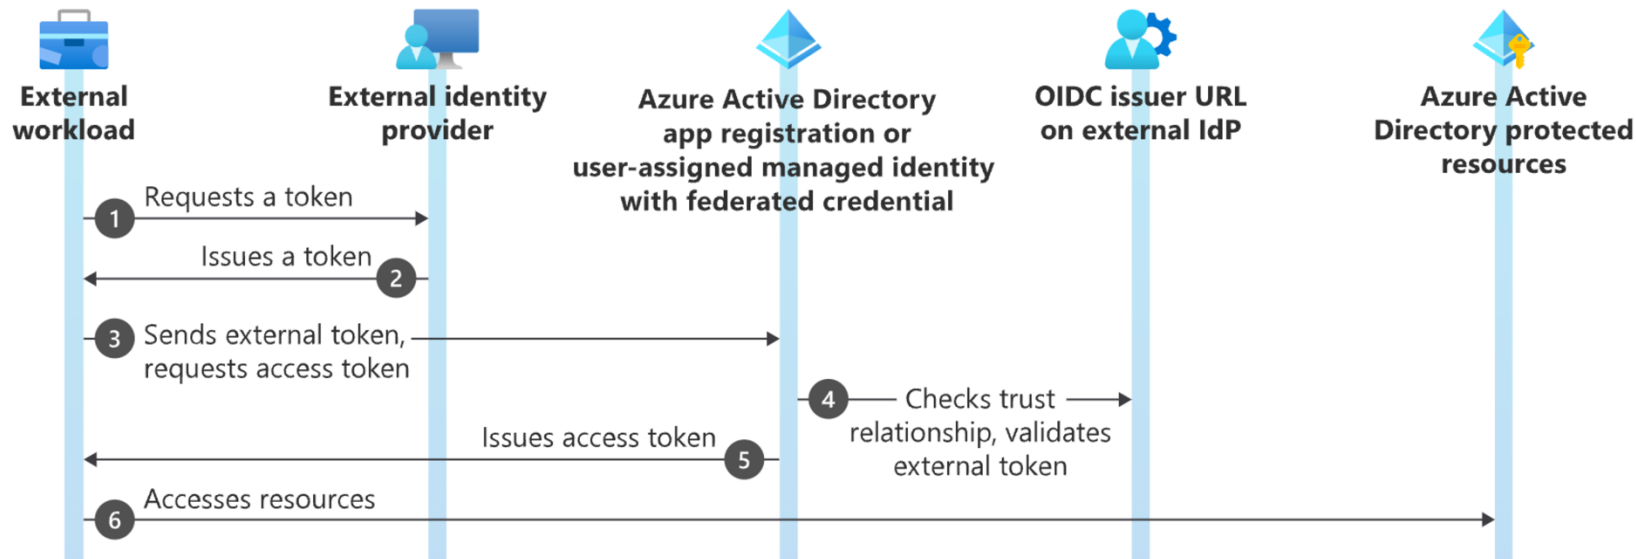 External
workload
External identity
provider
Azure Active Directory
app registration or
user-assigned managed identity
with federated credential
OIDC issuer URL
on external IdP
Azure Active
Directory protected
resources
1
Requests a token
Issues a token
2
3
Sends external token,
requests access token
4
Checks trust
relationship, validates
external token
Issues access token
5
Accesses resources
6